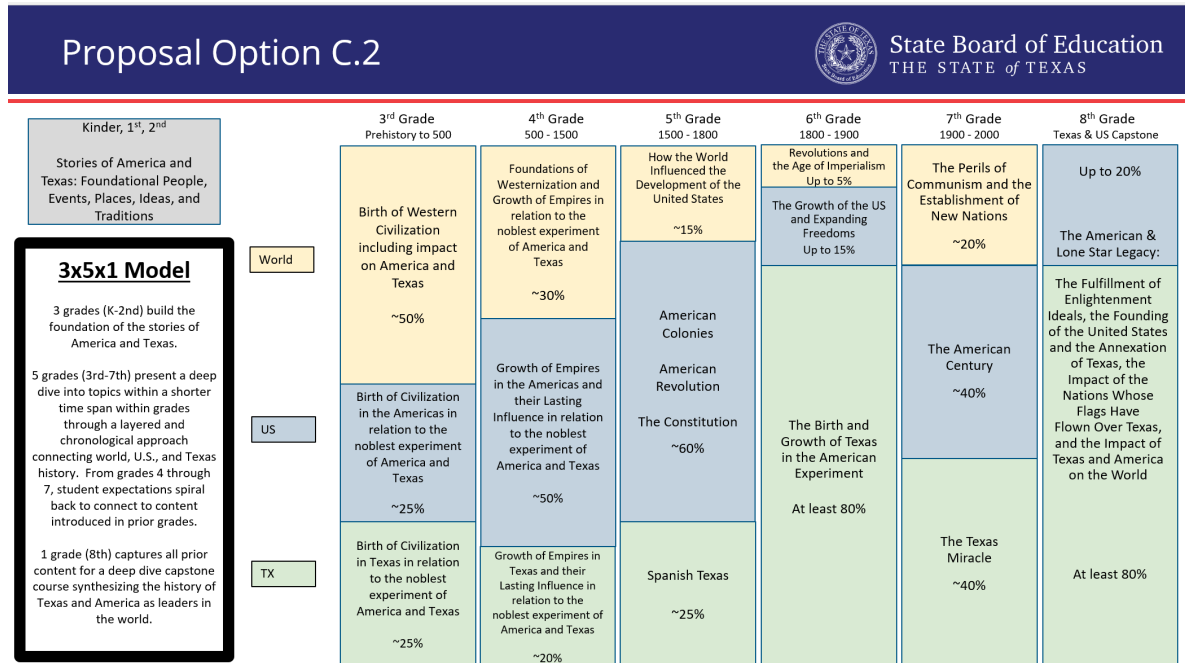 Proposal Option C.2
State Board of Education
THE STATE of TEXAS
Kinder, 1st, 2nd
Stories of America and
Texas: Foundational People,
Events, Places, Ideas, and
Traditions
3x5x1 Model
3 grades (K-2nd) build the
foundation of the stories of
America and Texas.
5 grades (3rd-7th) present a deep
dive into topics within a shorter
time span within grades
through a layered and
chronological approach
connecting world, U.S., and Texas
history. From grades 4 through
7, student expectations spiral
back to connect to content
introduced in prior grades.
1 grade (8th) captures all prior
content for a deep dive capstone
course synthesizing the history of
Texas and America as leaders in
the world.
World
US
TX
3rd Grade
Prehistory to 500
Birth of Western
Civilization
including impact
on America and
Texas
~50%
Birth of Civilization
in the Americas in
relation to the
noblest experiment
of America and
Texas
~25%
Birth of Civilization
in Texas in relation
to the noblest
experiment of
America and Texas
~25%
4th Grade
500 - 1500
Foundations of
Westernization and
Growth of Empires in
relation to the
noblest experiment
of America and
Texas
~30%
Growth of Empires
in the Americas and
their Lasting
Influence in relation
to the noblest
experiment of
America and Texas
~50%
Growth of Empires in
Texas and their
Lasting Influence in
relation to the
noblest experiment of
America and Texas
~20%
5th Grade
1500 - 1800
How the World
Influenced the
Development of the
United States
~15%
American
Colonies
American
Revolution
The Constitution
~60%
Spanish Texas
~25%
6th Grade
1800 - 1900
Revolutions and
the Age of Imperialism
Up to 5%
The Growth of the US
and Expanding
Freedoms
Up to 15%
The Birth and
Growth of Texas
in the American
Experiment
At least 80%
7th Grade
1900 - 2000
The Perils of
Communism and the
Establishment of
New Nations
~20%
The American
Century
~40%
The Texas
Miracle
~40%
8th Grade
Texas & US Capstone
Up to 20%
The American &
Lone Star Legacy:
The Fulfillment of
Enlightenment
Ideals, the Founding
of the United States
and the Annexation
of Texas, the
Impact of the
Nations Whose
Flags Have
Flown Over Texas,
and the Impact of
Texas and America
on the World
At least 80%